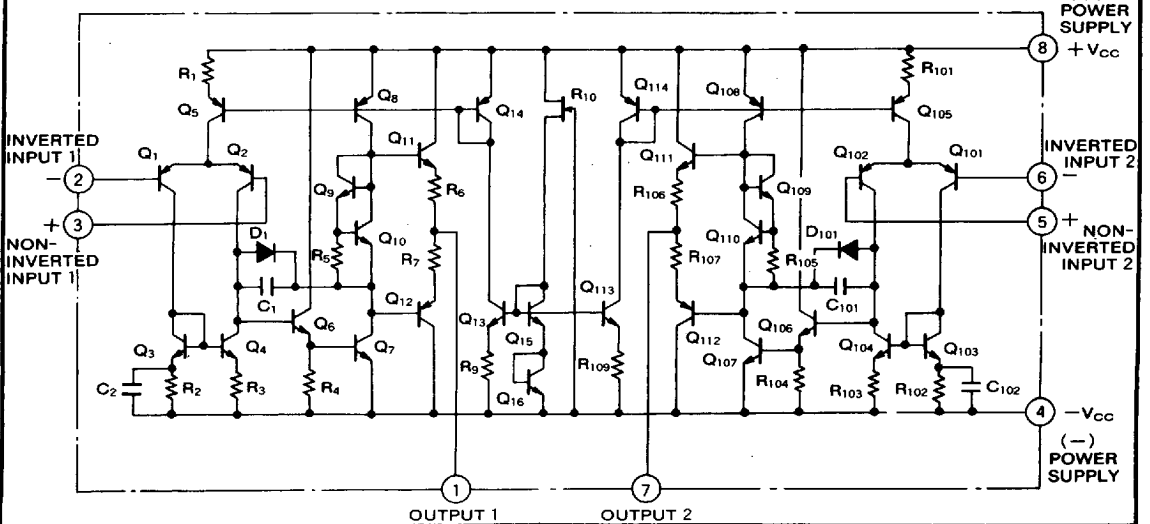 POWER
SUPPLY
8 +Vcc
R1
Q5
Q8
Q14
R10
Q114
Q108
R101
Q105
INVERTED
INPUT 1
− 2
+ 3
NON-
INVERTED
INPUT 1
Q1
Q2
Q11
Q9
R6
Q111
R106
Q109
Q102
Q101
INVERTED
INPUT 2
6 −
5 +
NON-
INVERTED
INPUT 2
D1
R5
Q10
R7
R107
Q110
R105
D101
C1
Q12
Q13
Q113
C101
Q3
Q4
Q6
Q7
Q15
Q112
Q106
Q107
Q104
Q103
C2
R2
R3
R4
R9
Q16
R109
R104
R103
R102
C102
4 −Vcc
(−)
POWER
SUPPLY
1
7
OUTPUT 1
OUTPUT 2